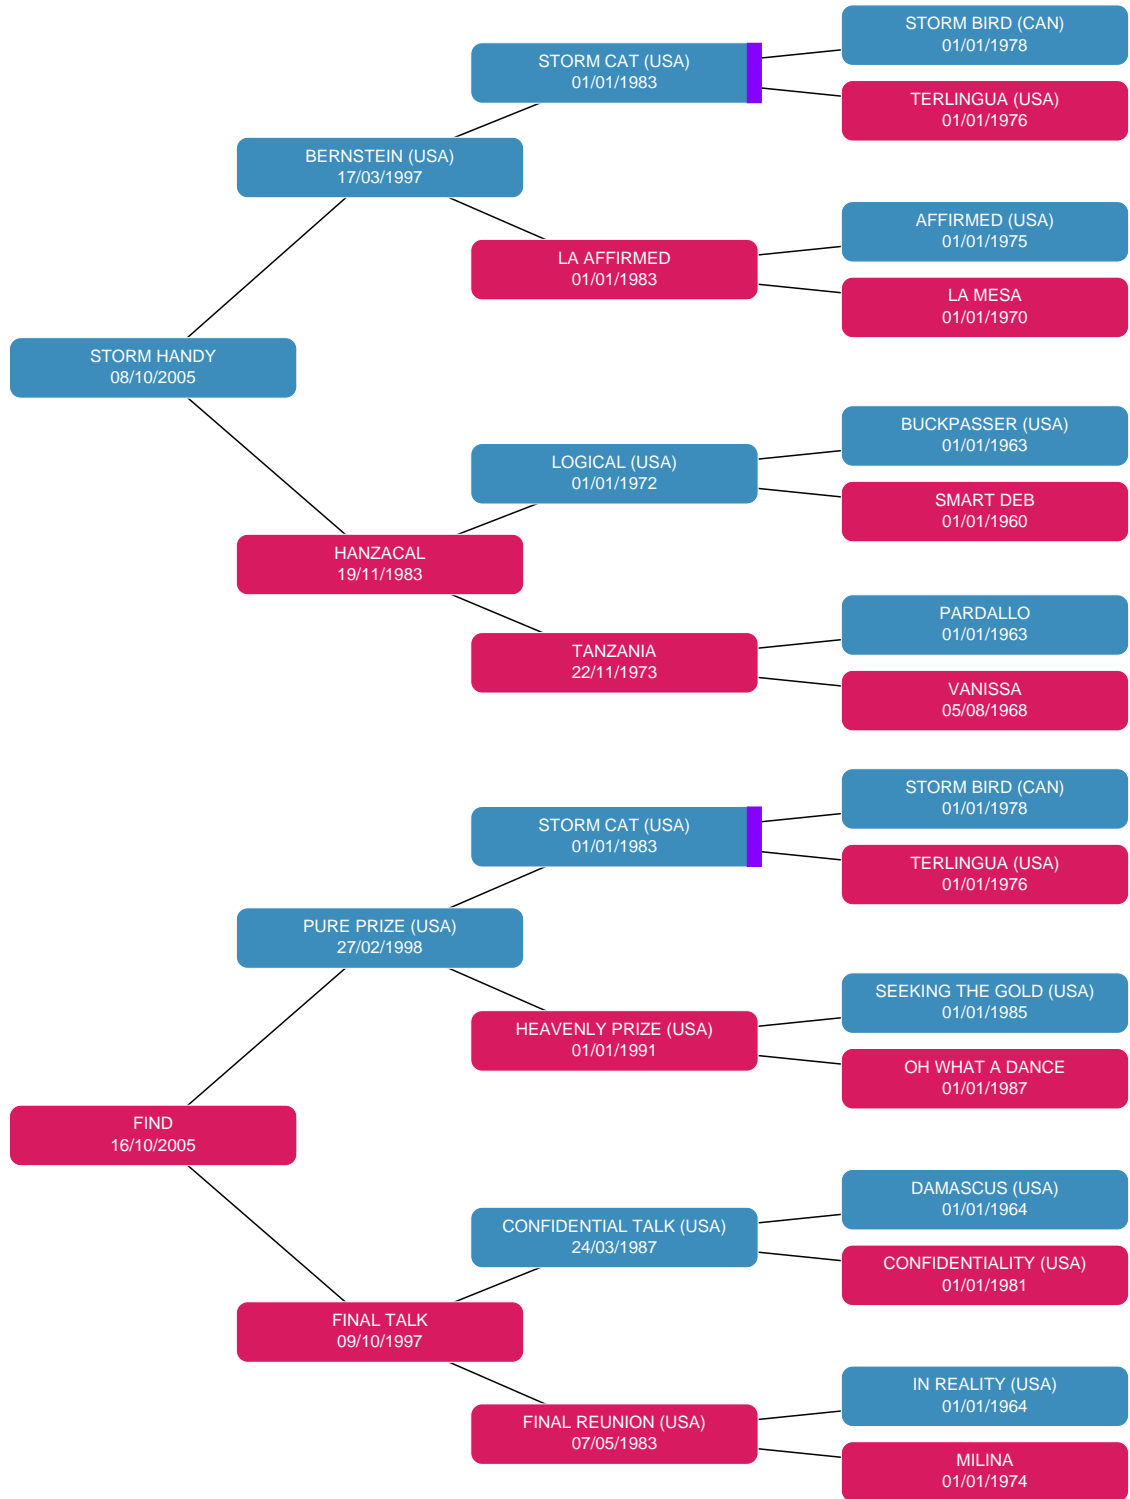 STORM BIRD (CAN)
01/01/1978
STORM CAT (USA)
01/01/1983
TERLINGUA (USA)
01/01/1976
BERNSTEIN (USA)
17/03/1997
AFFIRMED (USA)
01/01/1975
LA AFFIRMED
01/01/1983
LA MESA
01/01/1970
STORM HANDY
08/10/2005
BUCKPASSER (USA)
01/01/1963
LOGICAL (USA)
01/01/1972
SMART DEB
01/01/1960
HANZACAL
19/11/1983
PARDALLO
01/01/1963
TANZANIA
22/11/1973
VANISSA
05/08/1968
STORM BIRD (CAN)
01/01/1978
STORM CAT (USA)
01/01/1983
TERLINGUA (USA)
01/01/1976
PURE PRIZE (USA)
27/02/1998
SEEKING THE GOLD (USA)
01/01/1985
HEAVENLY PRIZE (USA)
01/01/1991
OH WHAT A DANCE
01/01/1987
FIND
16/10/2005
DAMASCUS (USA)
01/01/1964
CONFIDENTIAL TALK (USA)
24/03/1987
CONFIDENTIALITY (USA)
01/01/1981
FINAL TALK
09/10/1997
IN REALITY (USA)
01/01/1964
FINAL REUNION (USA)
07/05/1983
MILINA
01/01/1974